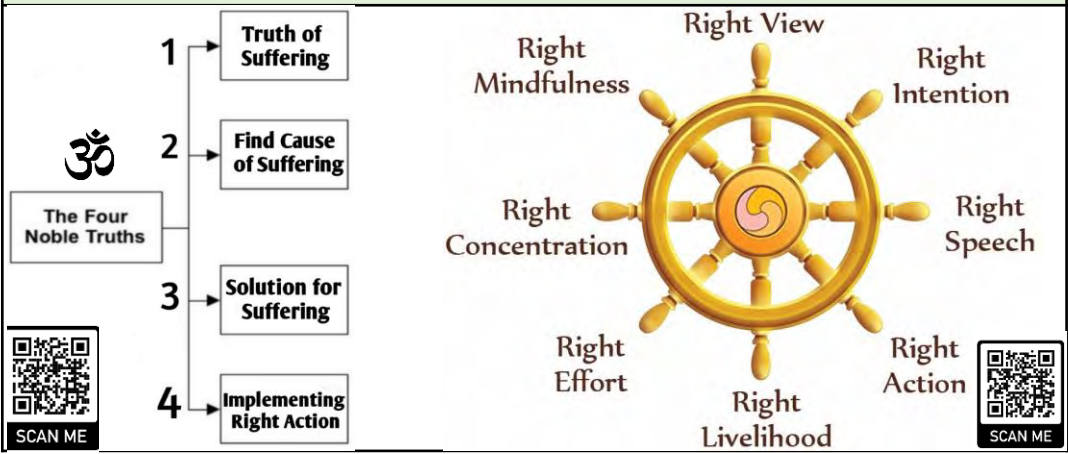 1
Truth of
Suffering
2
Find Cause
of Suffering
ॐ
The Four
Noble Truths
3
Solution for
Suffering
4
Implementing
Right Action
SCAN ME
Right View
Right
Intention
Right
Speech
Right
Action
Right
Livelihood
Right
Effort
Right
Concentration
Right
Mindfulness
SCAN ME